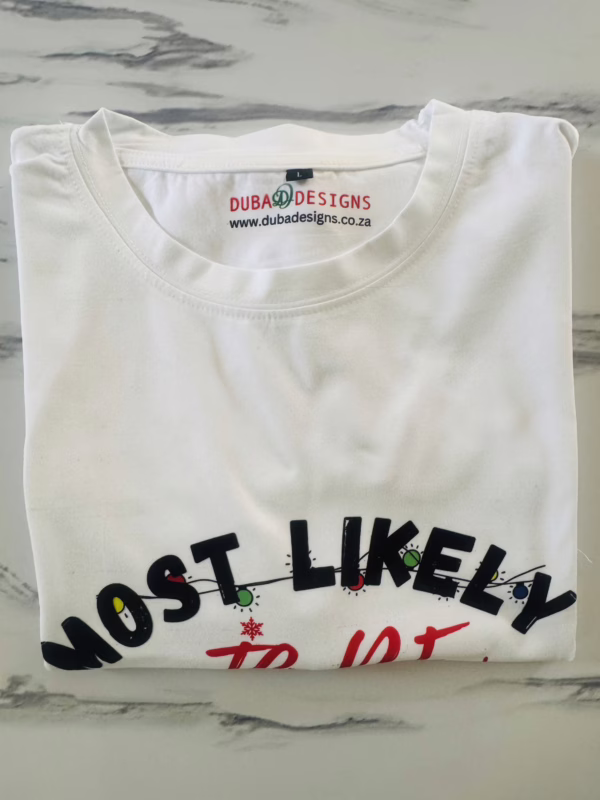 L
DUBA DESIGNS
www.dubadesigns.co.za
MOST LIKELY